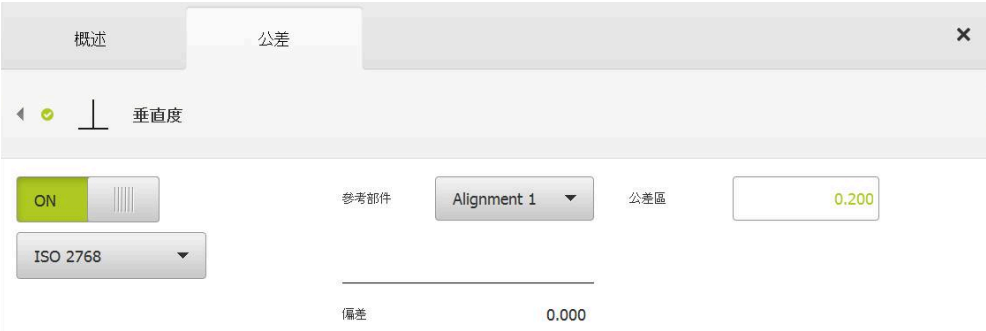 概述 公差 ×
垂直度
ON 參考部件 Alignment 1 公差區 0.200
ISO 2768
偏差 0.000